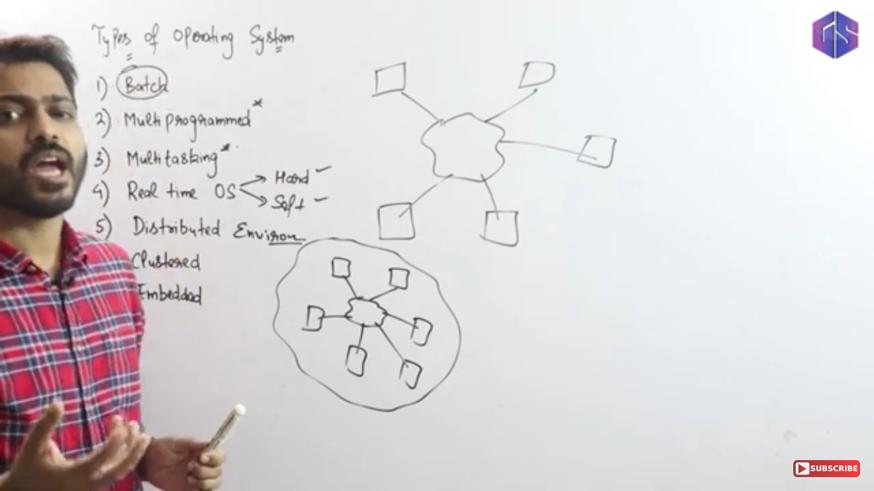 Types of Operating System
1) Batch
2) Multiprogrammed*
3) Multitasking*
4) Real time OS
Hard
Soft
5) Distributed Environ
Clustered
Embedded
GS
SUBSCRIBE